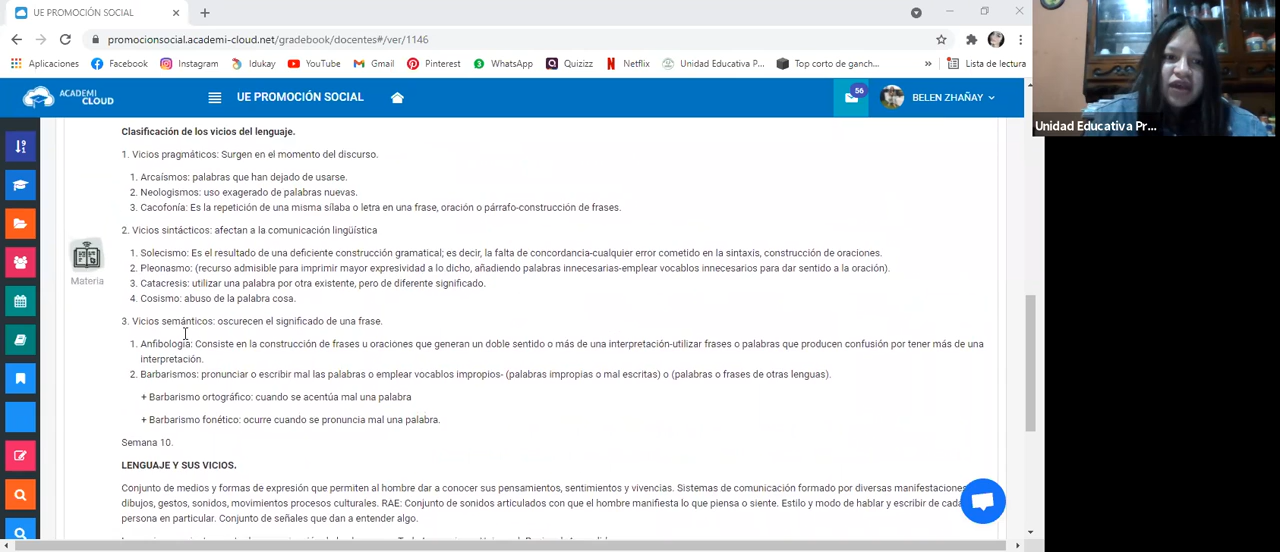 UE PROMOCIÓN SOCIAL
promocionsocial.academi-cloud.net/gradebook/docentes#/ver/1146
Aplicaciones Facebook Instagram Idukay YouTube Gmail Pinterest 3 WhatsApp Quizizz Netflix Unidad Educativa P... Top corto de ganch... » Lista de lectura
Unidad Educativa Pr...
ACADEMI CLOUD
UE PROMOCIÓN SOCIAL
56
BELEN ZHAÑAY
Clasificación de los vicios del lenguaje.
1. Vicios pragmáticos: Surgen en el momento del discurso.
1. Arcaísmos: palabras que han dejado de usarse.
2. Neologismos: uso exagerado de palabras nuevas.
3. Cacofonía: Es la repetición de una misma sílaba o letra en una frase, oración o párrafo-construcción de frases.
2. Vicios sintácticos: afectan a la comunicación lingüística
1. Solecismo: Es el resultado de una deficiente construcción gramatical; es decir, la falta de concordancia-cualquier error cometido en la sintaxis, construcción de oraciones.
2. Pleonasmo: (recurso admisible para imprimir mayor expresividad a lo dicho, añadiendo palabras innecesarias-emplear vocablos innecesarios para dar sentido a la oración).
3. Catacresis: utilizar una palabra por otra existente, pero de diferente significado.
4. Cosismo: abuso de la palabra cosa.
Materia
3. Vicios semánticos: oscurecen el significado de una frase.
1. Anfibología: Consiste en la construcción de frases u oraciones que generan un doble sentido o más de una interpretación-utilizar frases o palabras que producen confusión por tener más de una
interpretación.
2. Barbarismos: pronunciar o escribir mal las palabras o emplear vocablos impropios- (palabras impropias o mal escritas) o (palabras o frases de otras lenguas).
+ Barbarismo ortográfico: cuando se acentúa mal una palabra
+ Barbarismo fonético: ocurre cuando se pronuncia mal una palabra.
Semana 10.
LENGUAJE Y SUS VICIOS.
Conjunto de medios y formas de expresión que permiten al hombre dar a conocer sus pensamientos, sentimientos y vivencias. Sistemas de comunicación formado por diversas manifestaciones
dibujos, gestos, sonidos, movimientos procesos culturales. RAE: Conjunto de sonidos articulados con que el hombre manifiesta lo que piensa o siente. Estilo y modo de hablar y escribir de cada
persona en particular. Conjunto de señales que dan a entender algo.